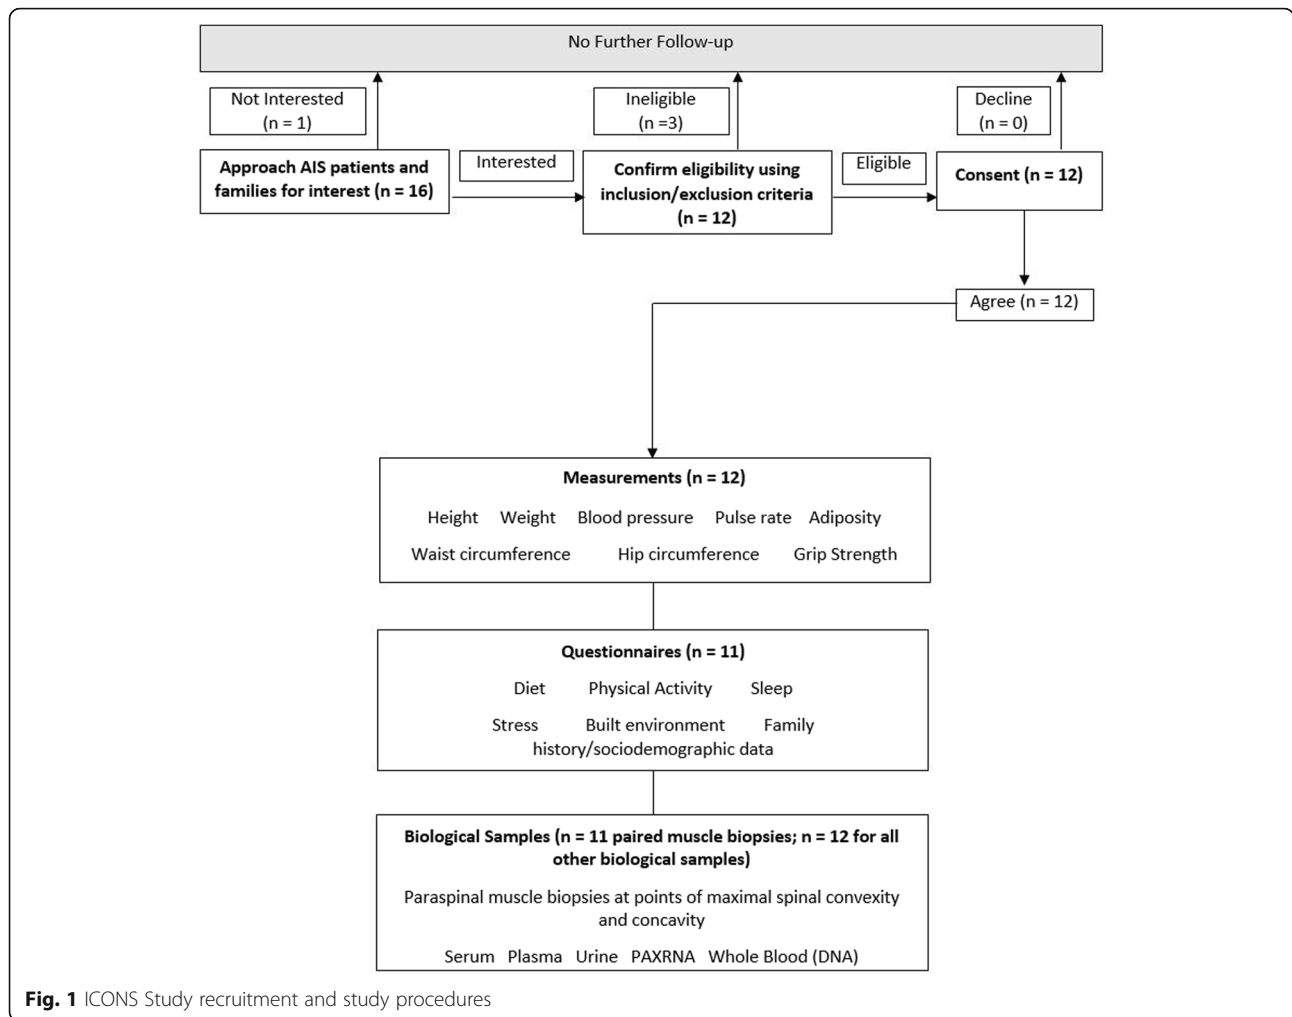 No Further Follow-up
Not Interested
(n = 1)
Ineligible
(n =3)
Decline
(n = 0)
Approach AIS patients and
families for interest (n = 16)
Interested
Confirm eligibility using
inclusion/exclusion criteria
(n = 12)
Eligible
Consent (n = 12)
Agree (n = 12)
Measurements (n = 12)
Height Weight Blood pressure Pulse rate Adiposity
Waist circumference Hip circumference Grip Strength
Questionnaires (n = 11)
Diet Physical Activity Sleep
Stress Built environment Family
history/sociodemographic data
Biological Samples (n = 11 paired muscle biopsies; n = 12 for all
other biological samples)
Paraspinal muscle biopsies at points of maximal spinal convexity
and concavity
Serum Plasma Urine PAXRNA Whole Blood (DNA)
Fig. 1 ICONS Study recruitment and study procedures